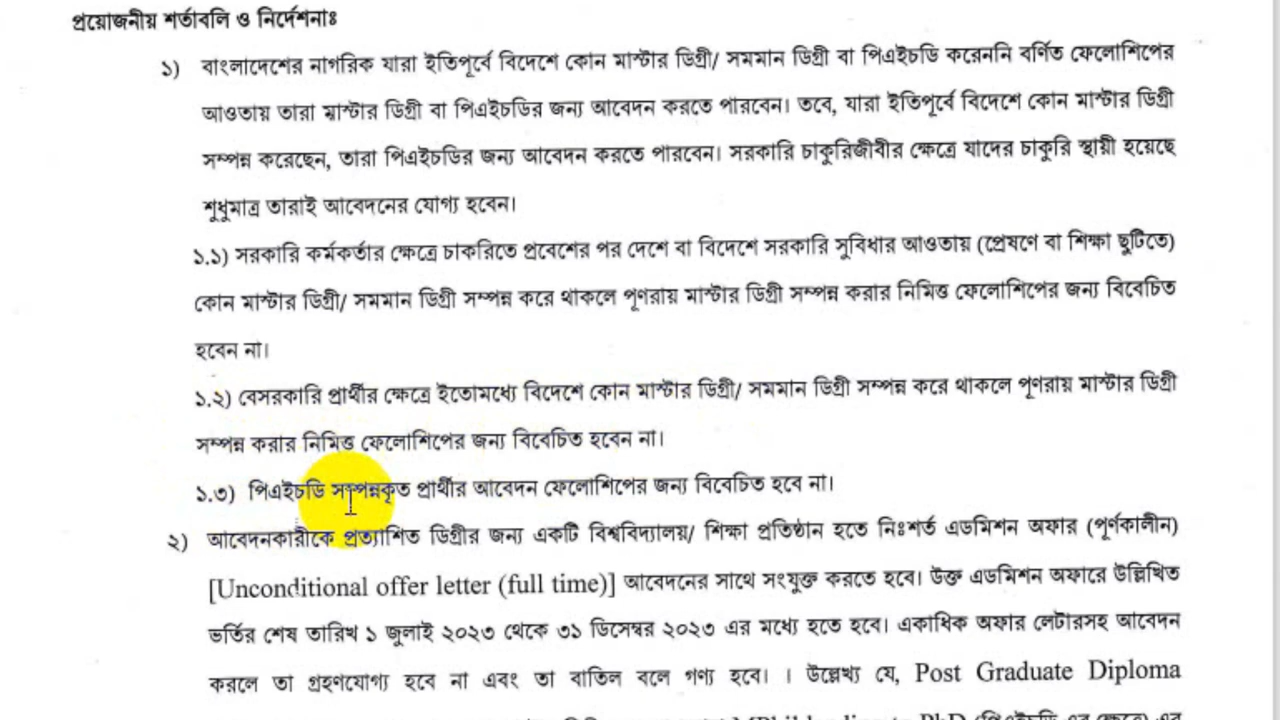 প্রয়োজনীয় শর্তাবলি ও নির্দেশনাঃ
১) বাংলাদেশের নাগরিক যারা ইতিপূর্বে বিদেশে কোন মাস্টার ডিগ্রী/ সমমান ডিগ্রী বা পিএইচডি করেননি বর্ণিত ফেলোশিপের
আওতায় তারা মাস্টার ডিগ্রী বা পিএইচডির জন্য আবেদন করতে পারবেন। তবে, যারা ইতিপূর্বে বিদেশে কোন মাস্টার ডিগ্রী
সম্পন্ন করেছেন, তারা পিএইচডির জন্য আবেদন করতে পারবেন। সরকারি চাকুরিজীবীর ক্ষেত্রে যাদের চাকুরি স্থায়ী হয়েছে
শুধুমাত্র তারাই আবেদনের যোগ্য হবেন।
১.১) সরকারি কর্মকর্তার ক্ষেত্রে চাকরিতে প্রবেশের পর দেশে বা বিদেশে সরকারি সুবিধার আওতায় (প্রেষণে বা শিক্ষা ছুটিতে)
কোন মাস্টার ডিগ্রী/ সমমান ডিগ্রী সম্পন্ন করে থাকলে পূণরায় মাস্টার ডিগ্রী সম্পন্ন করার নিমিত্ত ফেলোশিপের জন্য বিবেচিত
হবেন না।
১.২) বেসরকারি প্রার্থীর ক্ষেত্রে ইতোমধ্যে বিদেশে কোন মাস্টার ডিগ্রী/ সমমান ডিগ্রী সম্পন্ন করে থাকলে পূণরায় মাস্টার ডিগ্রী
সম্পন্ন করার নিমিত্ত ফেলোশিপের জন্য বিবেচিত হবেন না।
১.৩) পিএইচডি সম্পন্নকৃত প্রার্থীর আবেদন ফেলোশিপের জন্য বিবেচিত হবে না।
২) আবেদনকারীকে প্রত্যাশিত ডিগ্রীর জন্য একটি বিশ্ববিদ্যালয়/ শিক্ষা প্রতিষ্ঠান হতে নিঃশর্ত এডমিশন অফার (পূর্ণকালীন)
[Unconditional offer letter (full time)] আবেদনের সাথে সংযুক্ত করতে হবে। উক্ত এডমিশন অফারে উল্লিখিত
ভর্তির শেষ তারিখ ১ জুলাই ২০২৩ থেকে ৩১ ডিসেম্বর ২০২৩ এর মধ্যে হতে হবে। একাধিক অফার লেটারসহ আবেদন
করলে তা গ্রহণযোগ্য হবে না এবং তা বাতিল বলে গণ্য হবে। । উল্লেখ্য যে, Post Graduate Diploma